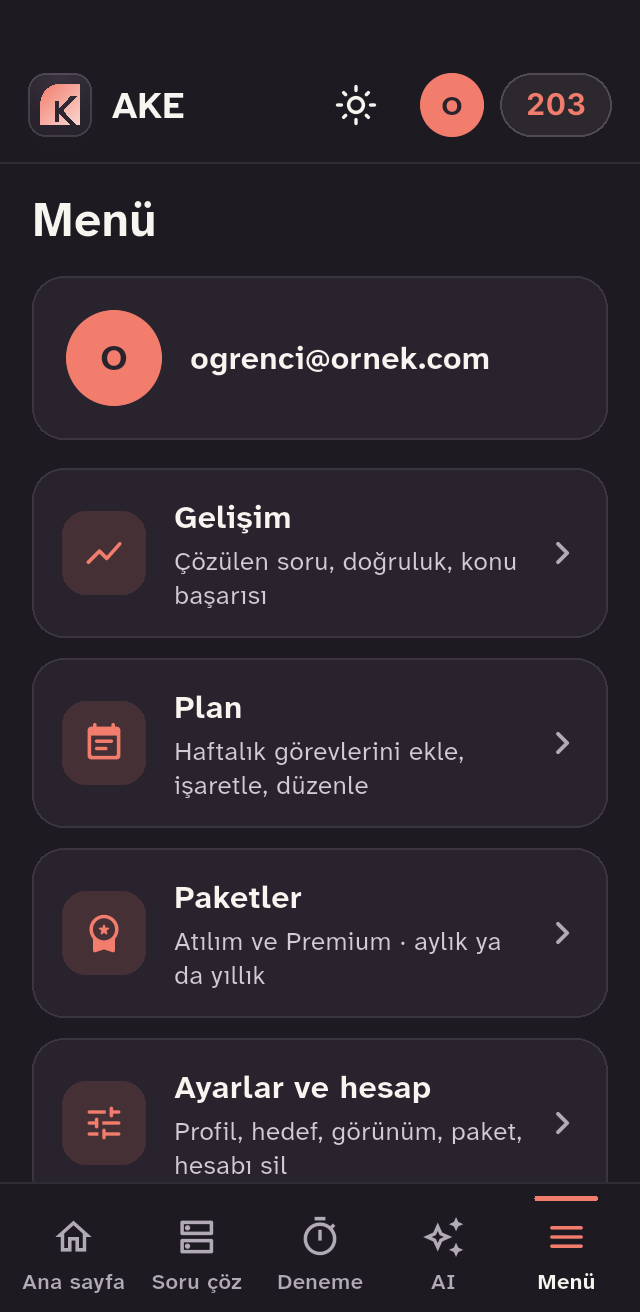 AKE
O
203
Menü
O
ogrenci@ornek.com
Gelişim
Çözülen soru, doğruluk, konu
başarısı
Plan
Haftalık görevlerini ekle,
işaretle, düzenle
Paketler
Atılım ve Premium · aylık ya
da yıllık
Ayarlar ve hesap
Profil, hedef, görünüm, paket,
hesabı sil
Ana sayfa
Soru çöz
Deneme
AI
Menü